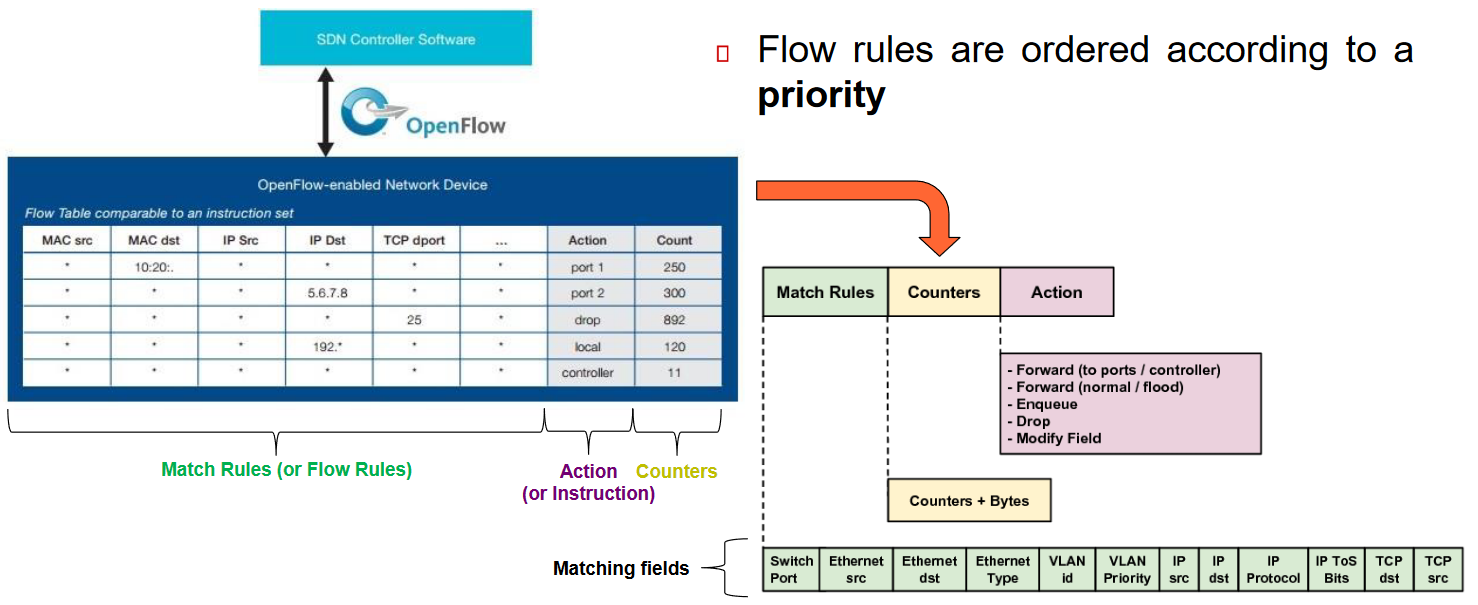 SDN Controller Software
OpenFlow
OpenFlow-enabled Network Device
Flow Table comparable to an instruction set
MAC src MAC dst IP Src IP Dst TCP dport ... Action Count
* 10:20:. * * * * port 1 250
* * * 5.6.7.8 * * port 2 300
* * * * 25 * drop 892
* * * 192.* * * local 120
* * * * * * controller 11
Match Rules (or Flow Rules)
Action
(or Instruction)
Counters
Flow rules are ordered according to a
priority
Match Rules Counters Action
- Forward (to ports / controller)
- Forward (normal / flood)
- Enqueue
- Drop
- Modify Field
Counters + Bytes
Matching fields
Switch Ethernet Ethernet Ethernet VLAN VLAN IP IP IP IP ToS TCP TCP
Port src dst Type id Priority src dst Protocol Bits dst src